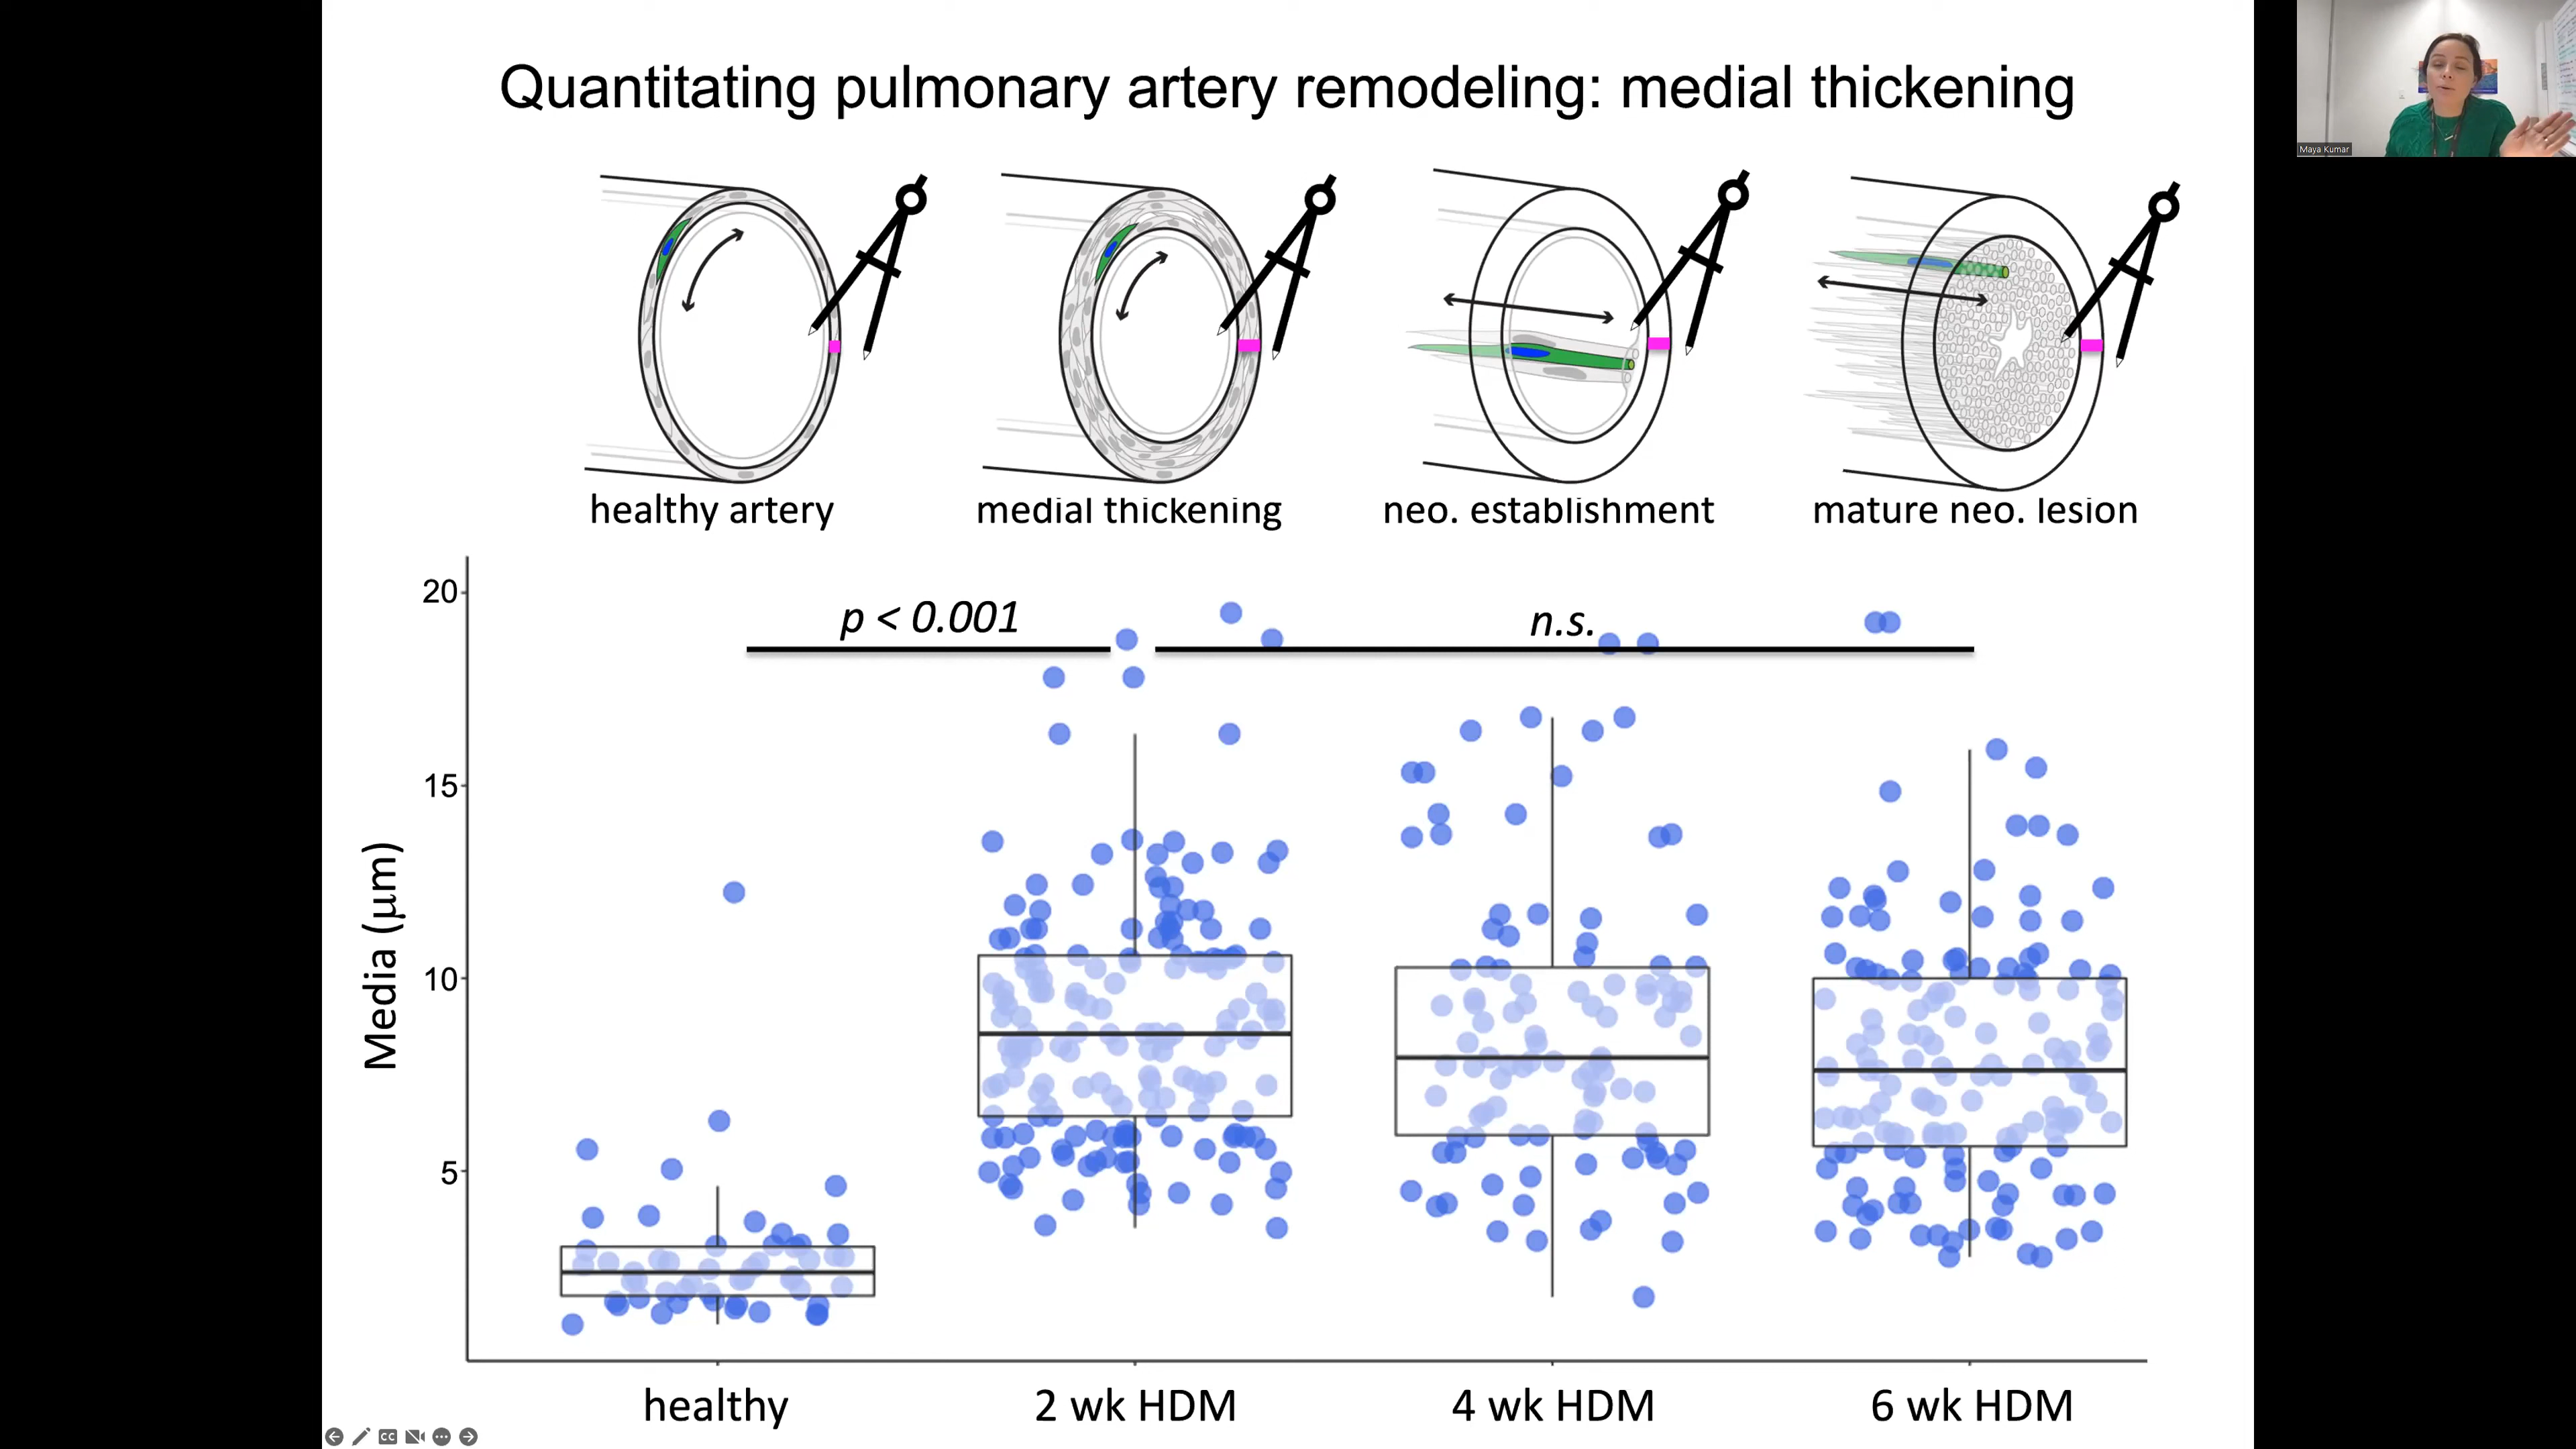 Quantitating pulmonary artery remodeling: medial thickening
Maya Kumar
healthy artery
medial thickening
neo. establishment
mature neo. lesion
20
15
10
5
Media (μm)
p < 0.001
n.s.
healthy
2 wk HDM
4 wk HDM
6 wk HDM
CC